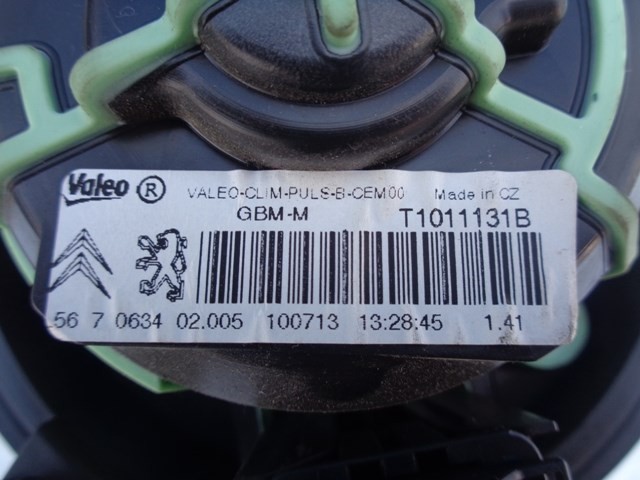 Valeo ® VALEO-CLIM-PULS-B-CEM00 Made in CZ
GBM-M T1011131B
56 7 0634 02.005 100713 13:28:45 1.41